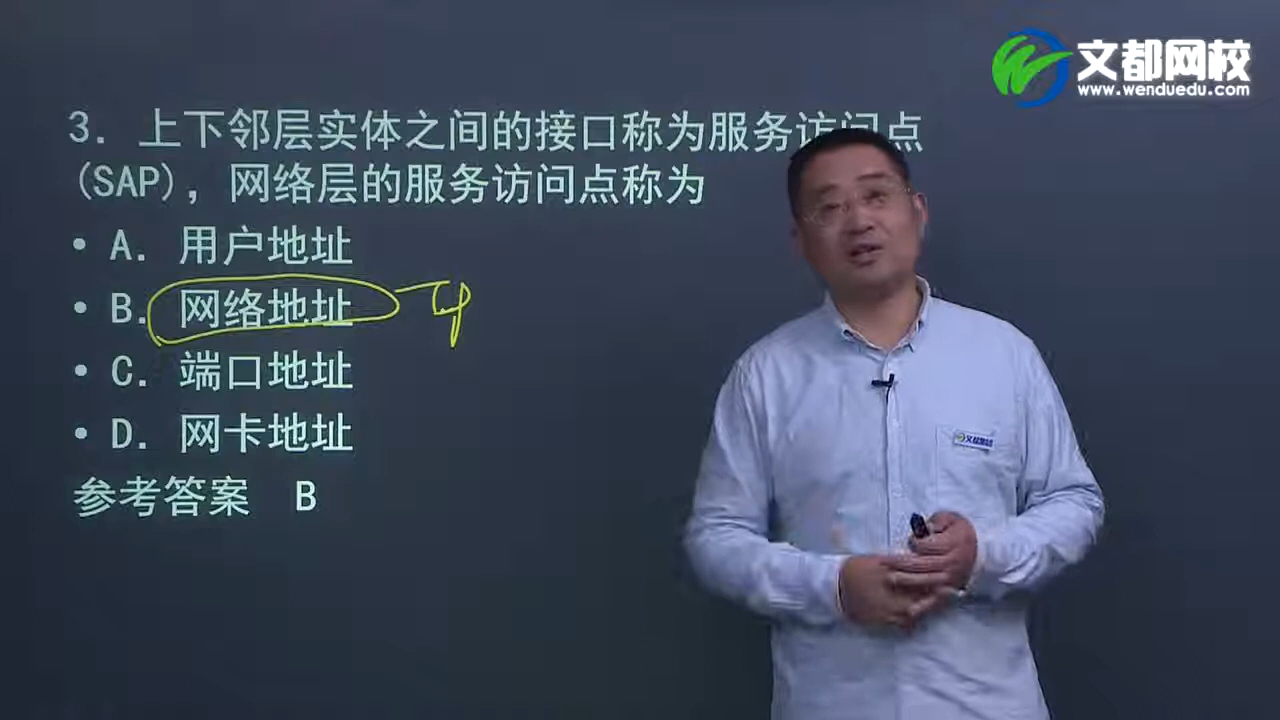 文都网校
www.wenduedu.com
3．上下邻层实体之间的接口称为服务访问点
(SAP)，网络层的服务访问点称为
• A．用户地址
• B．网络地址
• C．端口地址
• D．网卡地址
参考答案 B